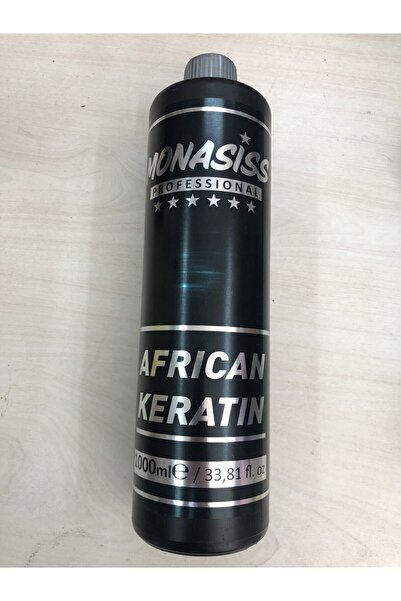 MONASISS
PROFESSIONAL
AFRICAN
KERATIN
1000ml℮ / 33,81 fl. oz